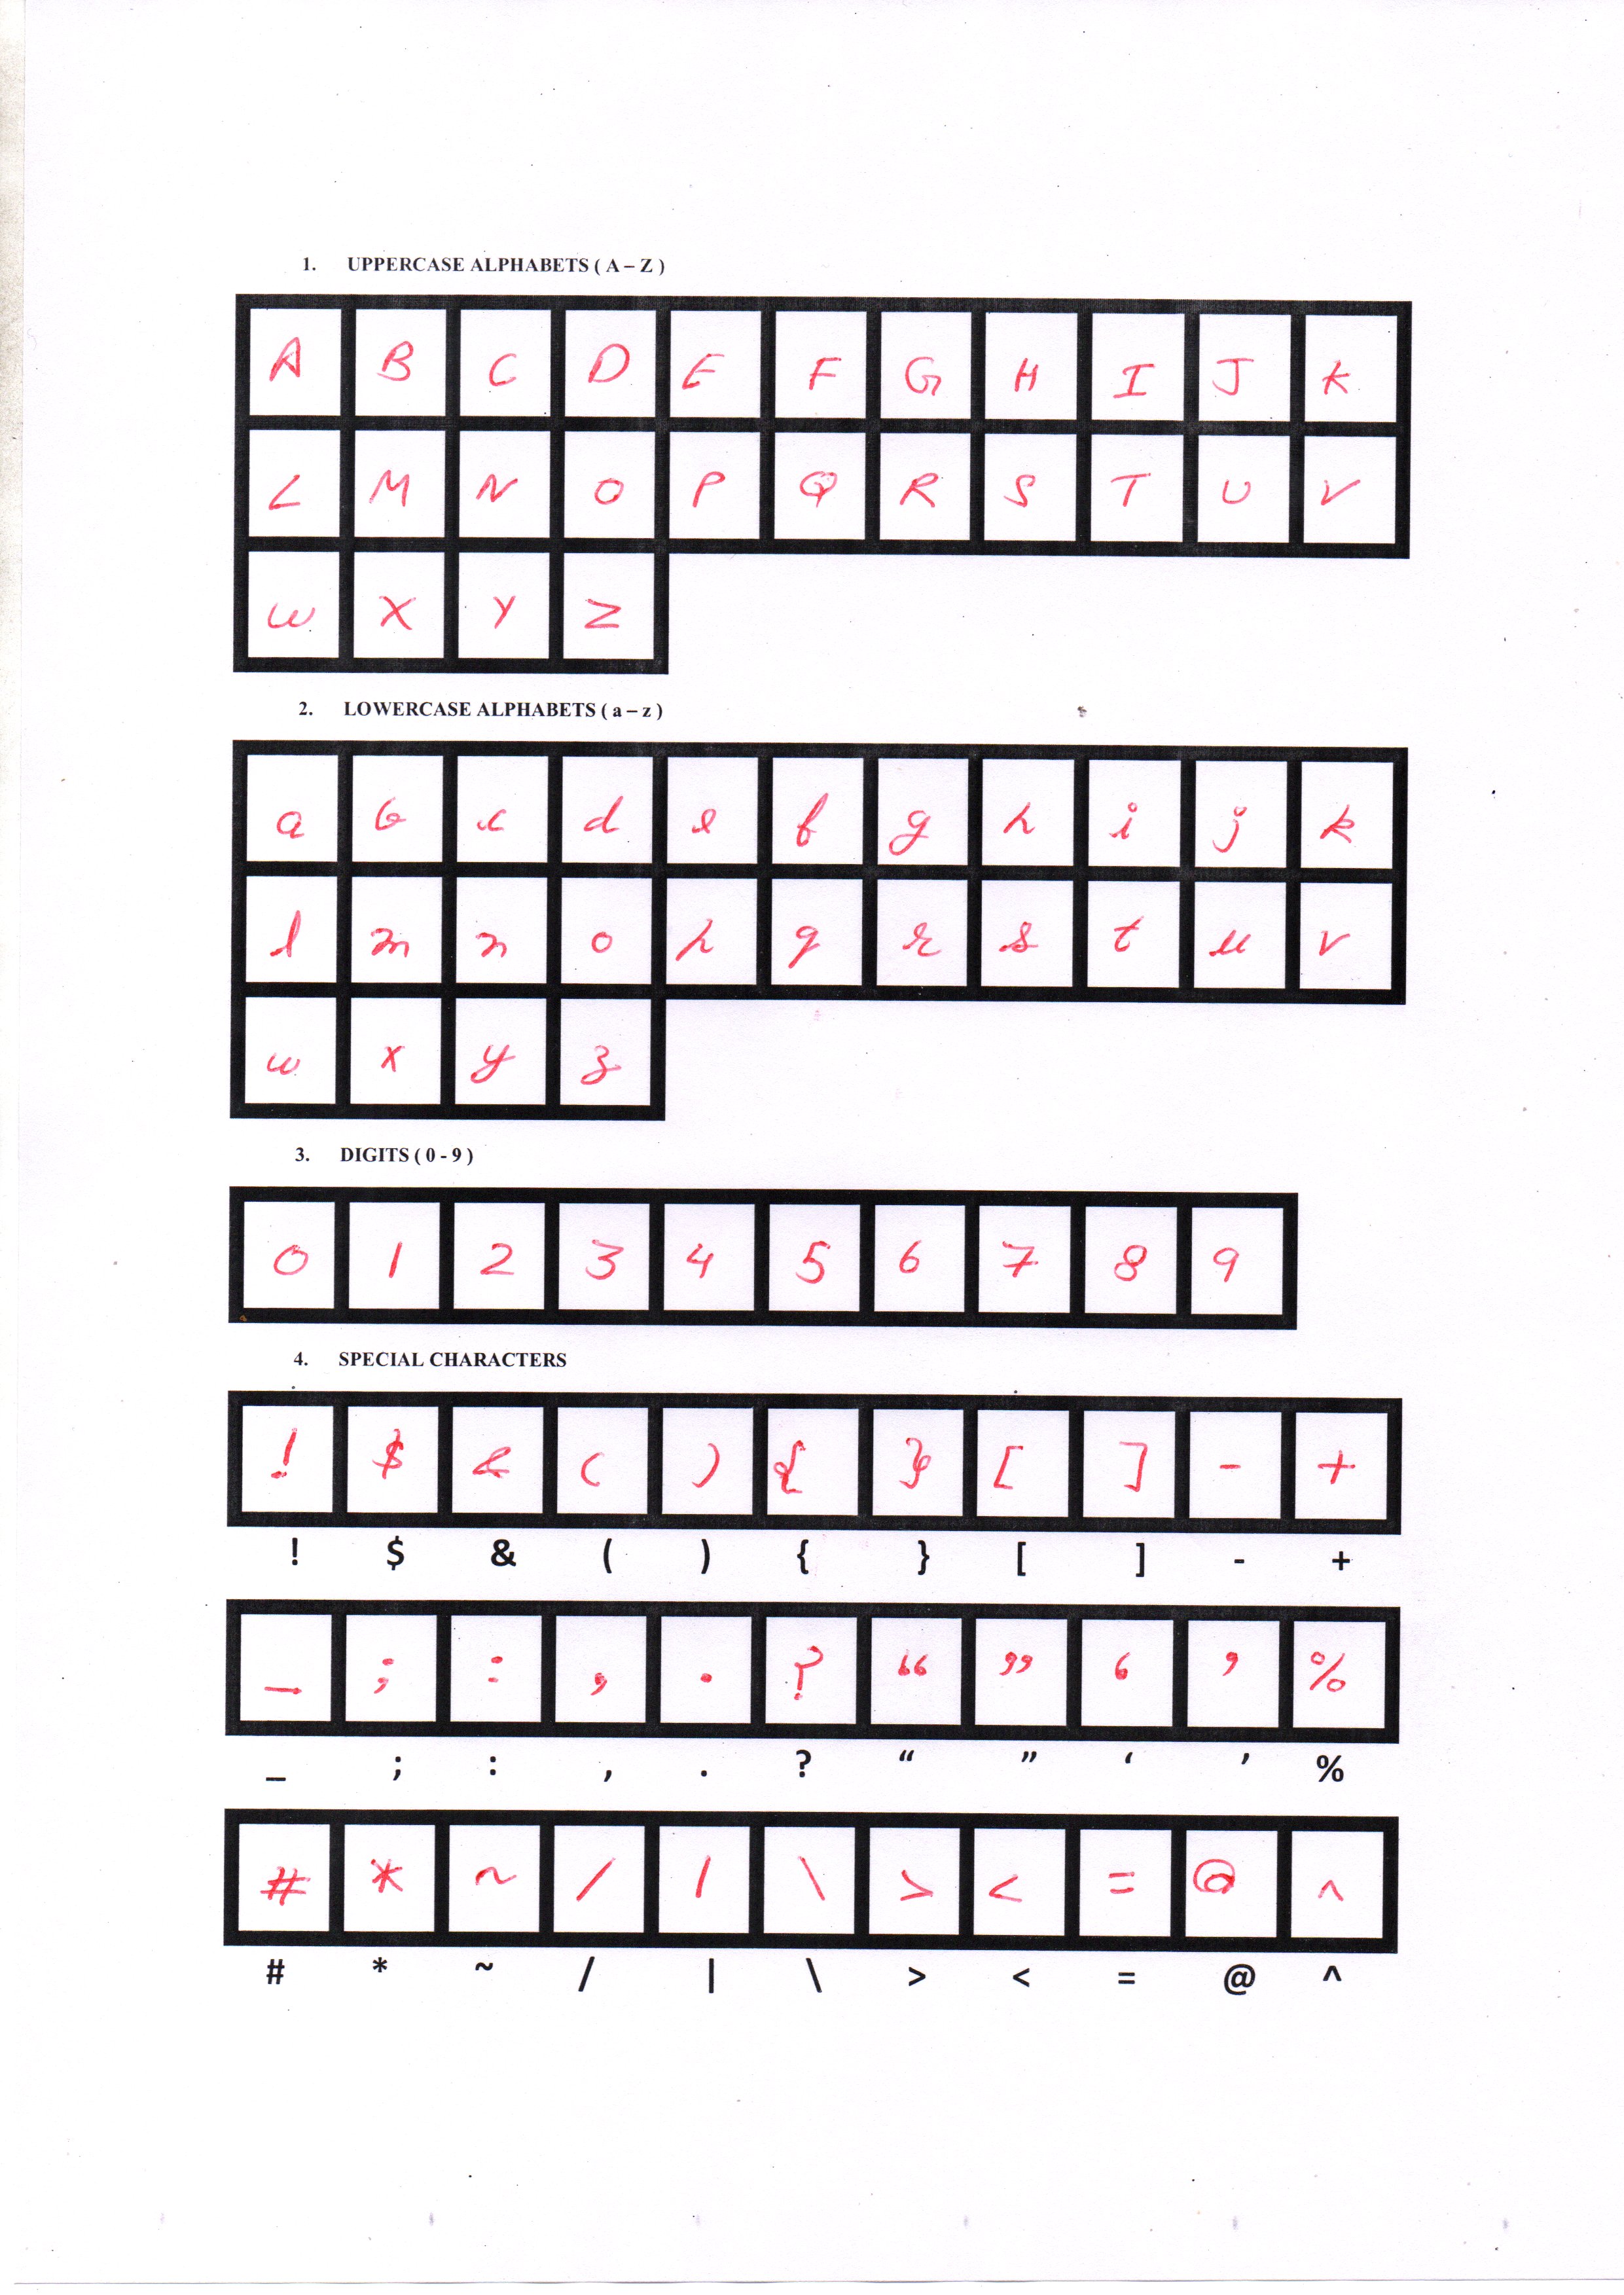 1. UPPERCASE ALPHABETS ( A – Z )
A B C D E F G H I J K
L M N O P Q R S T U V
W X Y Z
2. LOWERCASE ALPHABETS ( a – z )
a b c d e f g h i j k
l m n o p q r s t u v
w x y z
3. DIGITS ( 0 - 9 )
0 1 2 3 4 5 6 7 8 9
4. SPECIAL CHARACTERS
! $ & ( ) { } [ ] - +
! $ & ( ) { } [ ] - +
_ ; : , . ? “ ” ‘ ’ %
_ ; : , . ? “ ” ‘ ’ %
# * ~ / | \ > < = @ ^
# * ~ / | \ > < = @ ^